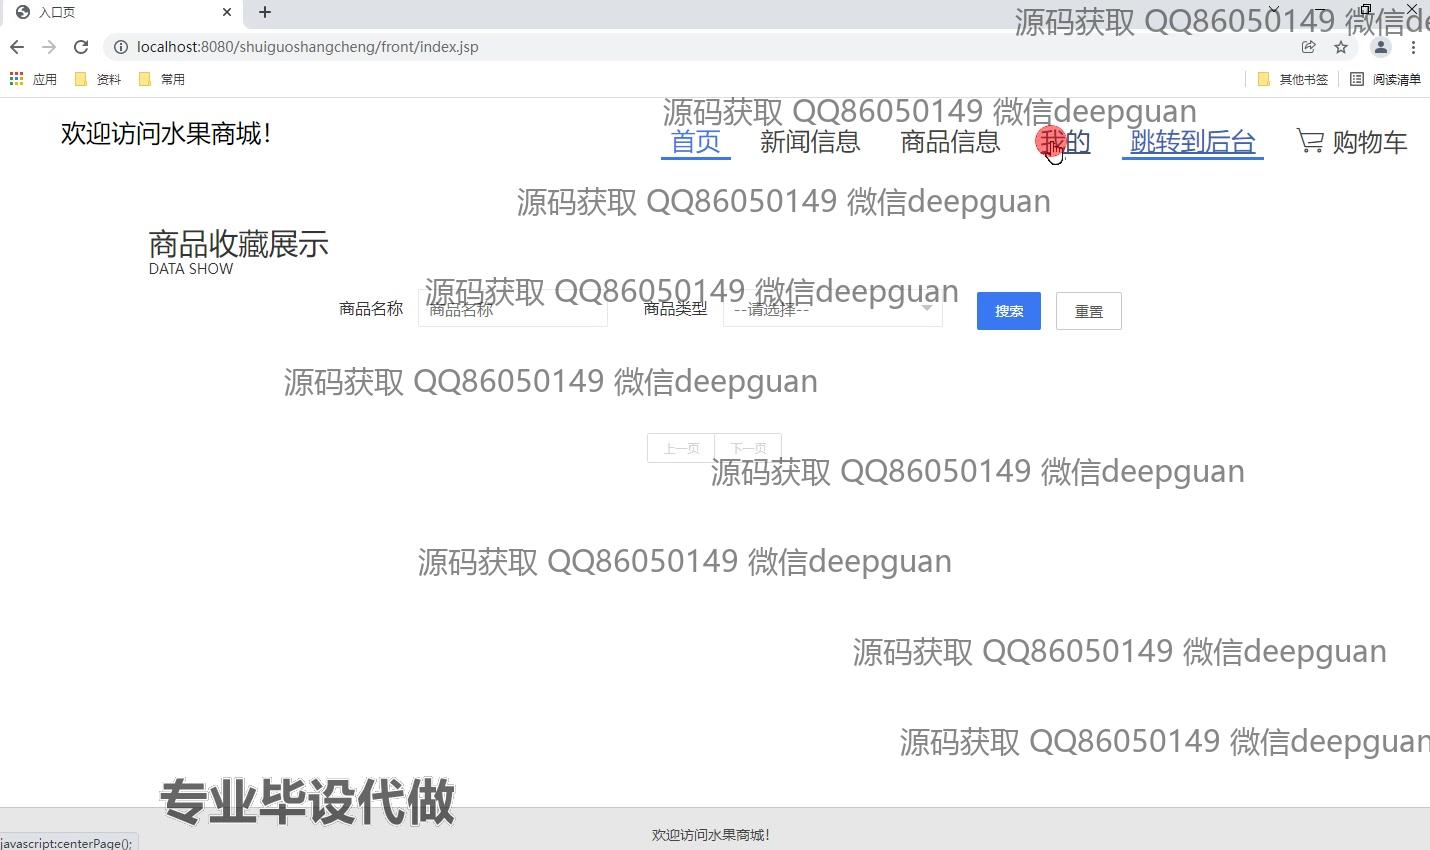 入口页
源码获取 QQ86050149 微信de
localhost:8080/shuiguoshangcheng/front/index.jsp
应用 资料 常用 其他书签 阅读清单
源码获取 QQ86050149 微信deepguan
欢迎访问水果商城！
首页 新闻信息 商品信息 我的 跳转到后台 购物车
源码获取 QQ86050149 微信deepguan
商品收藏展示
DATA SHOW
源码获取 QQ86050149 微信deepguan
商品名称 商品名称 商品类型 --请选择-- 搜索 重置
源码获取 QQ86050149 微信deepguan
上一页 下一页
源码获取 QQ86050149 微信deepguan
源码获取 QQ86050149 微信deepguan
源码获取 QQ86050149 微信deepguan
源码获取 QQ86050149 微信deepguan
专业毕设代做
欢迎访问水果商城！
javascript:centerPage();